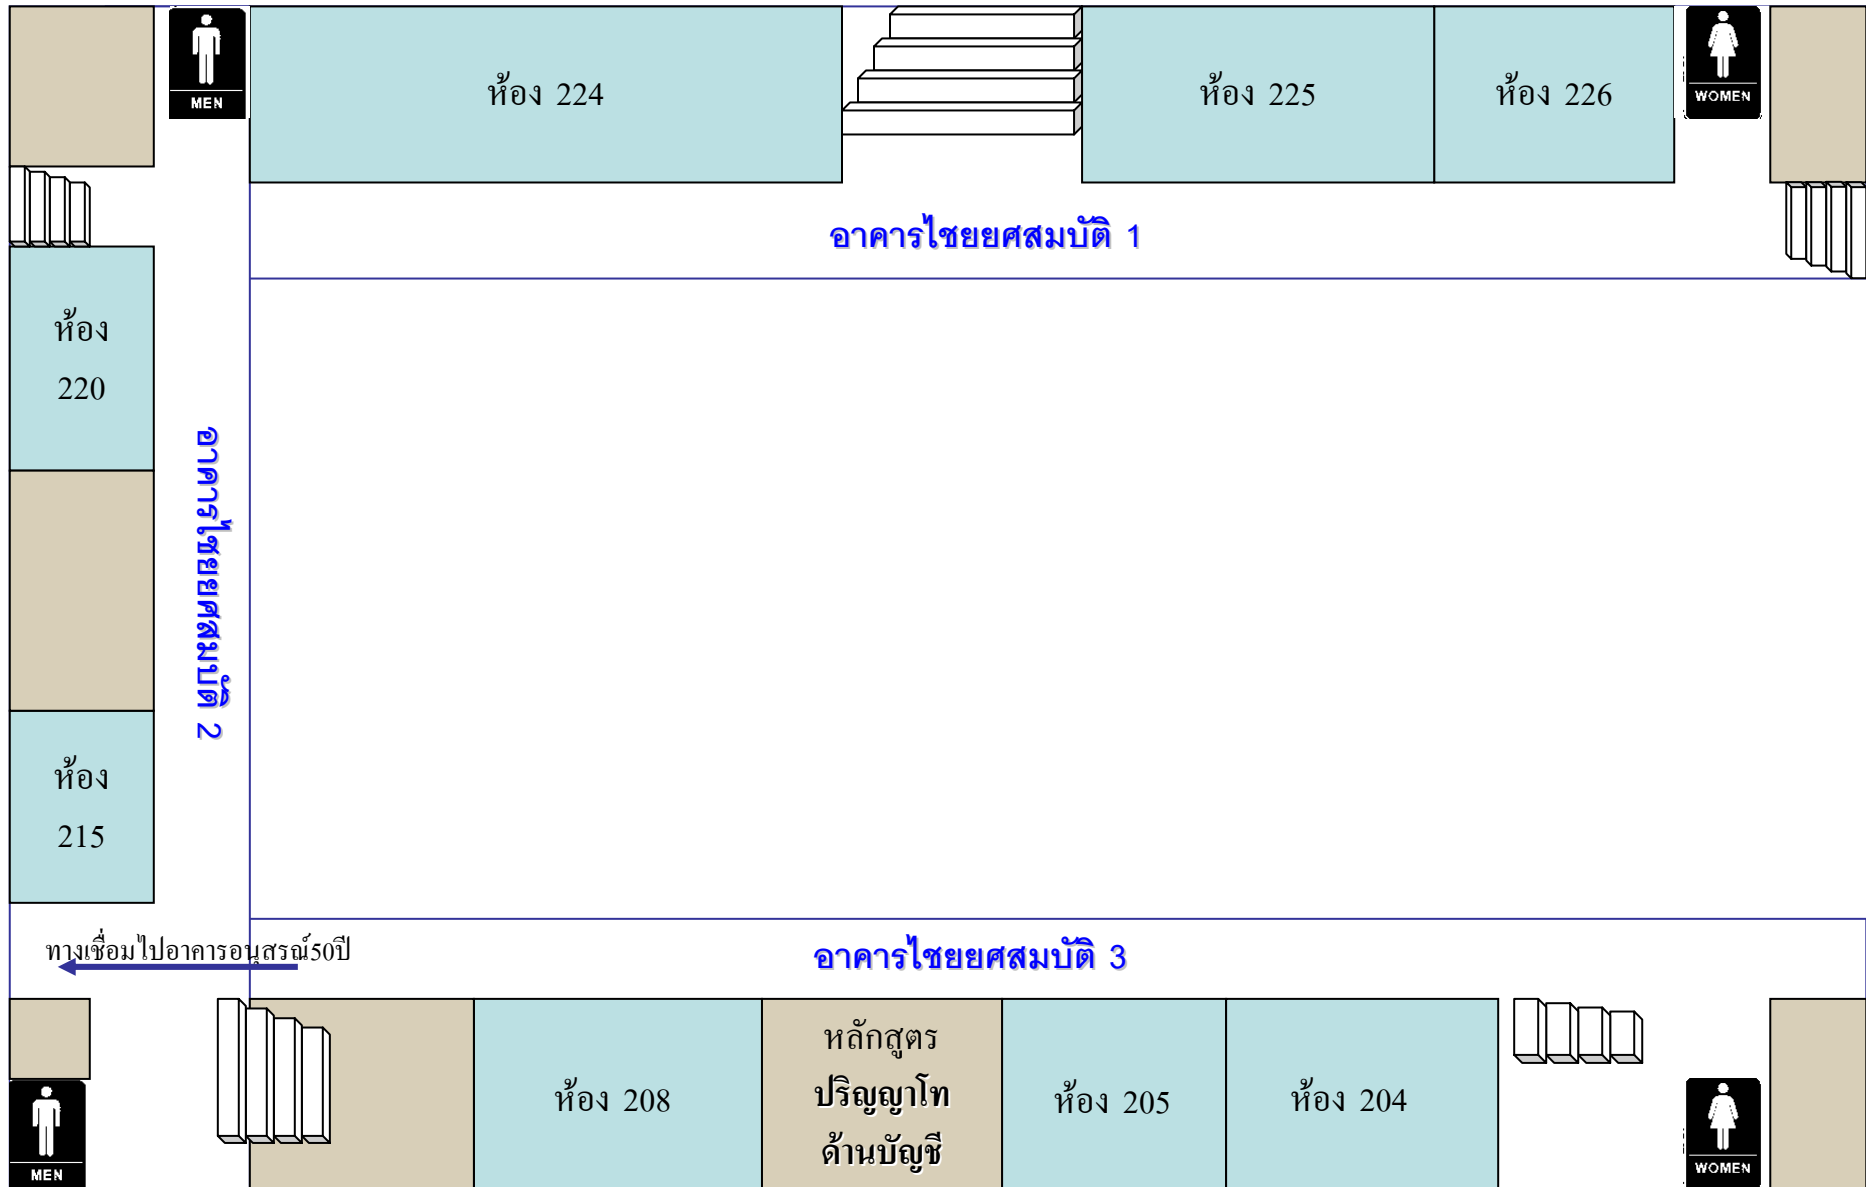 MEN
ห้อง 224
ห้อง 225
ห้อง 226
WOMEN
อาคารไชยยศสมบัติ 1
ห้อง
220
อาคารไชยยศสมบัติ 2
ห้อง
215
ทางเชื่อมไปอาคารอนุสรณ์50ปี
อาคารไชยยศสมบัติ 3
MEN
ห้อง 208
หลักสูตร
ปริญญาโท
ด้านบัญชี
ห้อง 205
ห้อง 204
WOMEN